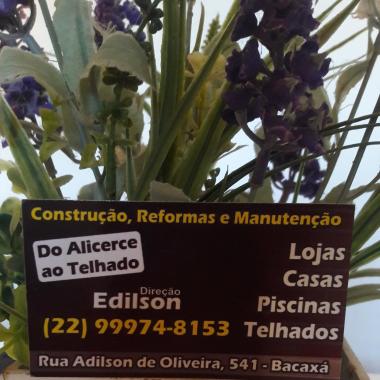 Construção, Reformas e Manutenção
Do Alicerce
ao Telhado
Direção
Edilson
(22) 99974-8153
Lojas
Casas
Piscinas
Telhados
Rua Adilson de Oliveira, 541 - Bacaxá